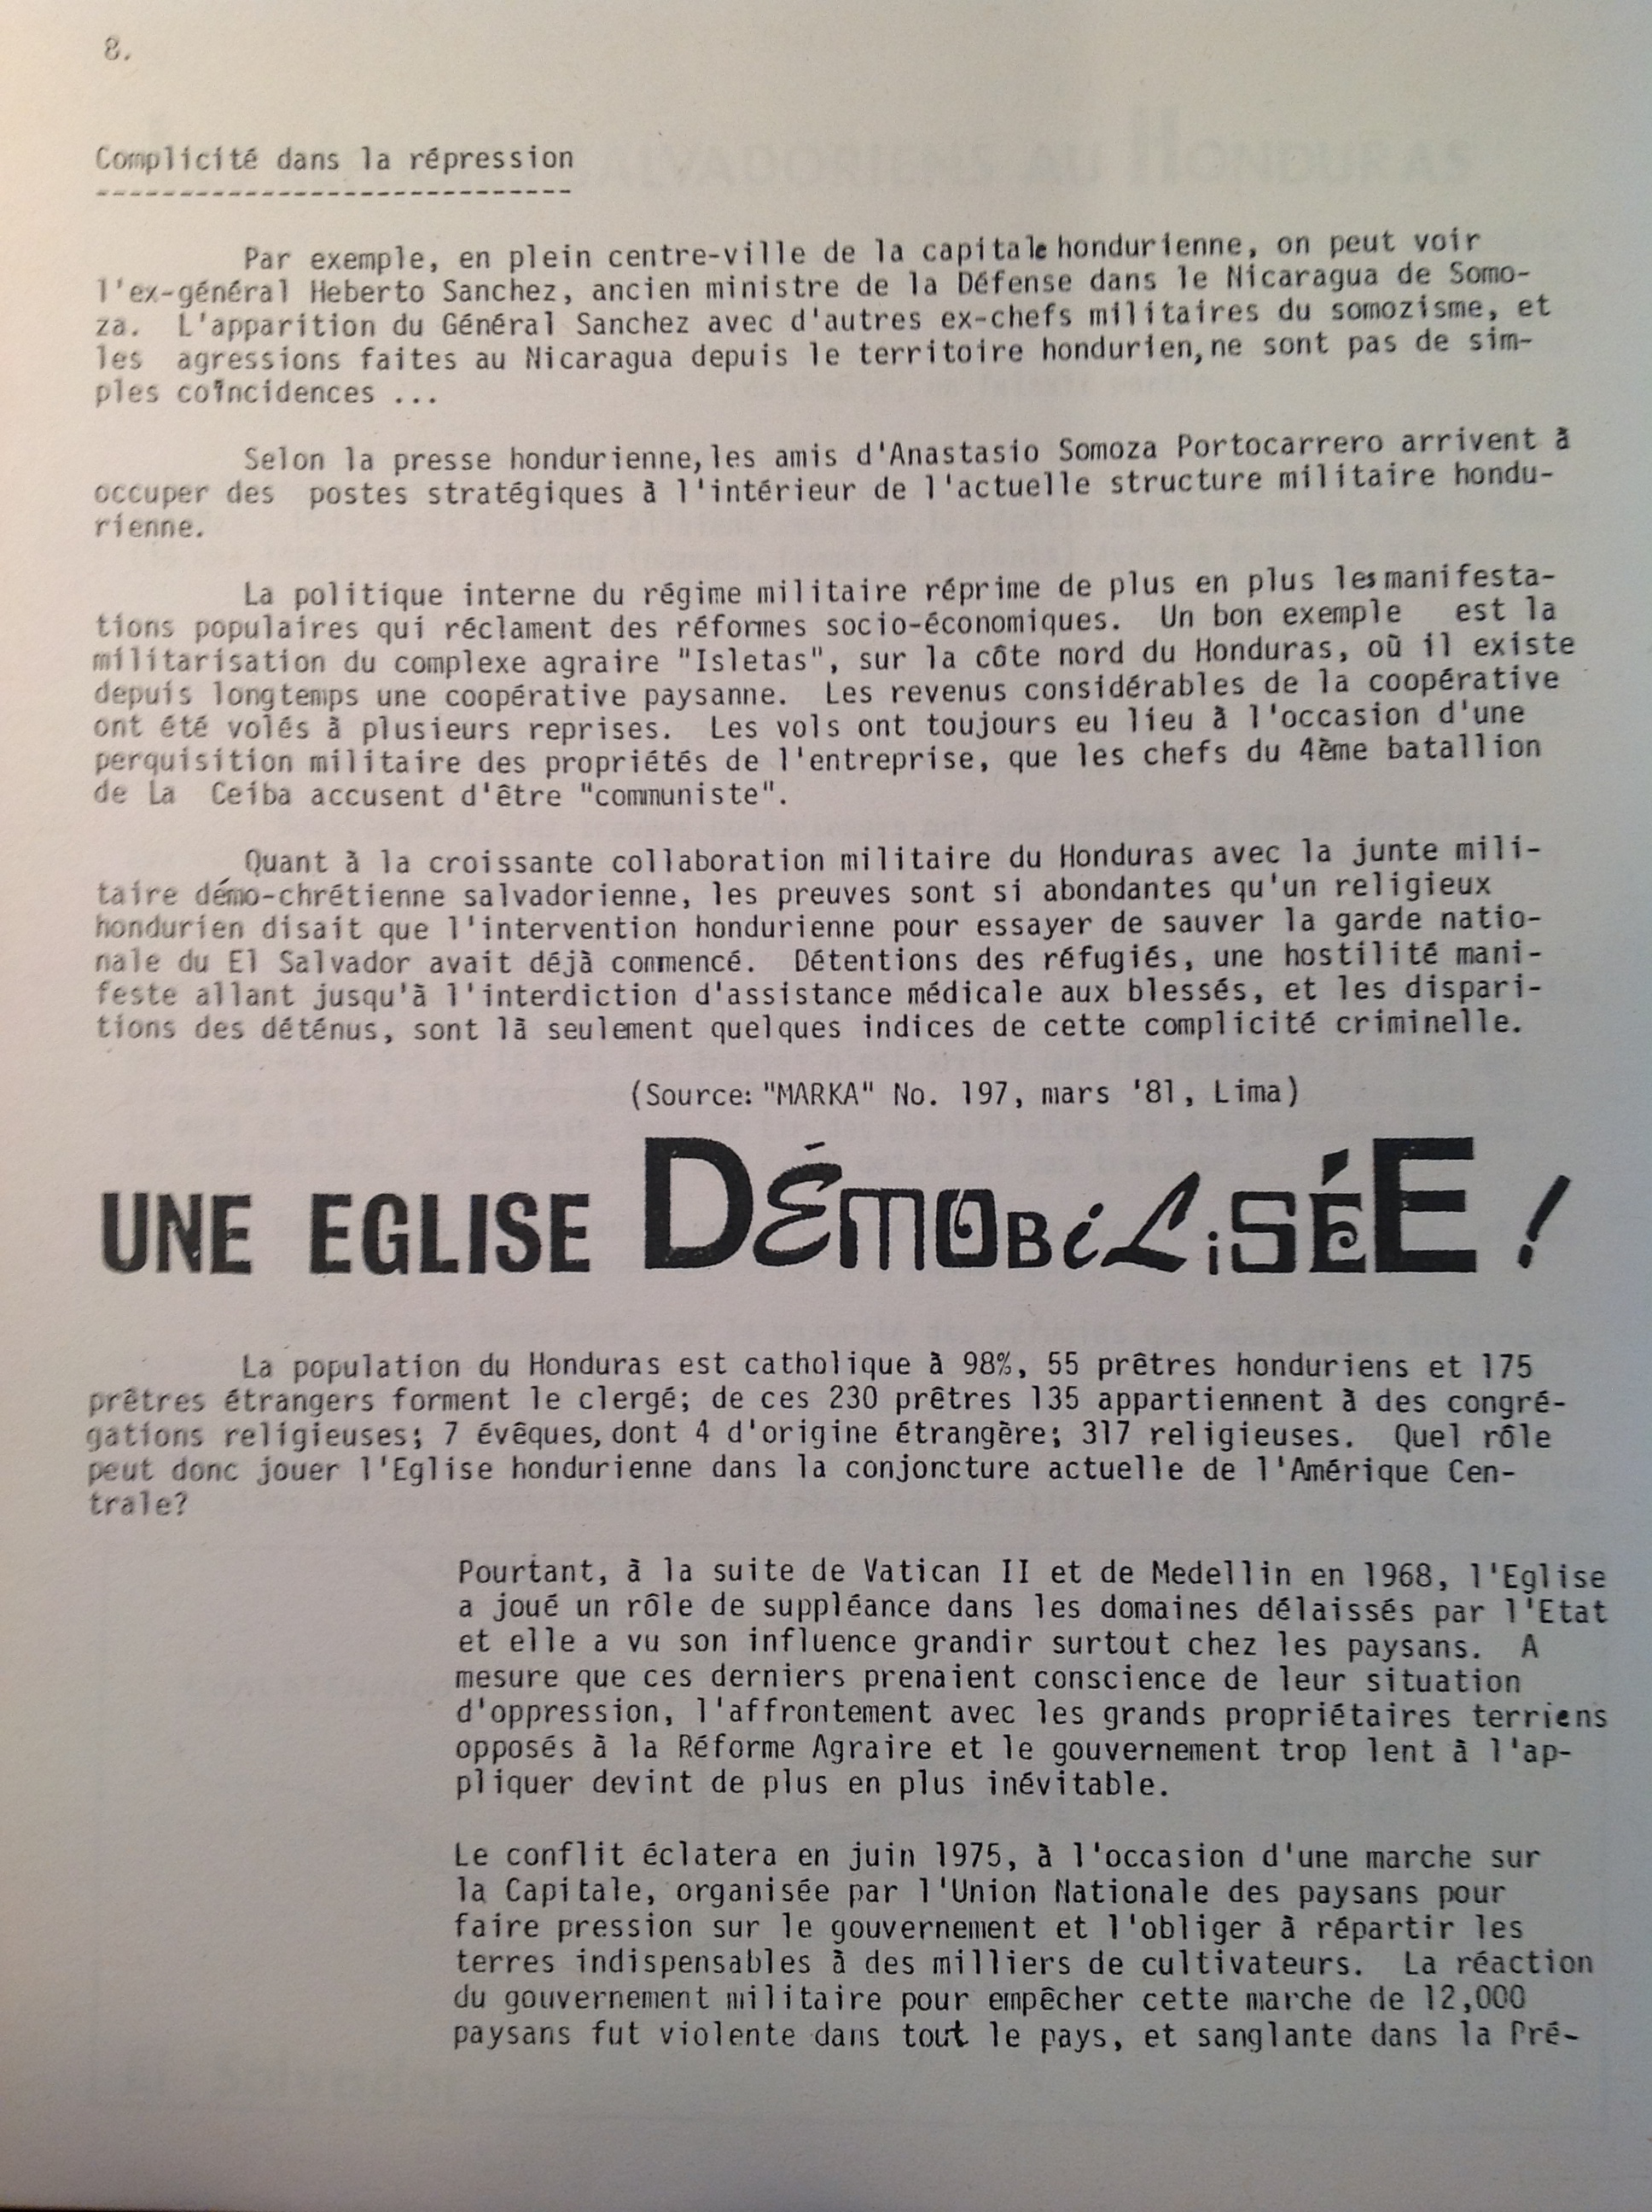 8.
Complicité dans la répression
-----------------------------
Par exemple, en plein centre-ville de la capitale hondurienne, on peut voir
l'ex-général Heberto Sanchez, ancien ministre de la Défense dans le Nicaragua de Somo-
za. L'apparition du Général Sanchez avec d'autres ex-chefs militaires du somozisme, et
les agressions faites au Nicaragua depuis le territoire hondurien, ne sont pas de sim-
ples coïncidences ...
Selon la presse hondurienne, les amis d'Anastasio Somoza Portocarrero arrivent à
occuper des postes stratégiques à l'intérieur de l'actuelle structure militaire hondu-
rienne.
La politique interne du régime militaire réprime de plus en plus les manifesta-
tions populaires qui réclament des réformes socio-économiques. Un bon exemple est la
militarisation du complexe agraire "Isletas", sur la côte nord du Honduras, où il existe
depuis longtemps une coopérative paysanne. Les revenus considérables de la coopérative
ont été volés à plusieurs reprises. Les vols ont toujours eu lieu à l'occasion d'une
perquisition militaire des propriétés de l'entreprise, que les chefs du 4ème batallion
de La Ceiba accusent d'être "communiste".
Quant à la croissante collaboration militaire du Honduras avec la junte mili-
taire démo-chrétienne salvadorienne, les preuves sont si abondantes qu'un religieux
hondurien disait que l'intervention hondurienne pour essayer de sauver la garde natio-
nale du El Salvador avait déjà commencé. Détentions des réfugiés, une hostilité mani-
feste allant jusqu'à l'interdiction d'assistance médicale aux blessés, et les dispari-
tions des déténus, sont là seulement quelques indices de cette complicité criminelle.
(Source: "MARKA" No. 197, mars '81, Lima)
UNE EGLISE DÉMOBiLiSÉE !
La population du Honduras est catholique à 98%, 55 prêtres honduriens et 175
prêtres étrangers forment le clergé; de ces 230 prêtres 135 appartiennent à des congré-
gations religieuses; 7 évêques, dont 4 d'origine étrangère; 317 religieuses. Quel rôle
peut donc jouer l'Eglise hondurienne dans la conjoncture actuelle de l'Amérique Cen-
trale?
Pourtant, à la suite de Vatican II et de Medellin en 1968, l'Eglise
a joué un rôle de suppléance dans les domaines délaissés par l'Etat
et elle a vu son influence grandir surtout chez les paysans. A
mesure que ces derniers prenaient conscience de leur situation
d'oppression, l'affrontement avec les grands propriétaires terriens
opposés à la Réforme Agraire et le gouvernement trop lent à l'ap-
pliquer devint de plus en plus inévitable.
Le conflit éclatera en juin 1975, à l'occasion d'une marche sur
la Capitale, organisée par l'Union Nationale des paysans pour
faire pression sur le gouvernement et l'obliger à répartir les
terres indispensables à des milliers de cultivateurs. La réaction
du gouvernement militaire pour empêcher cette marche de 12,000
paysans fut violente dans tout le pays, et sanglante dans la Pré-